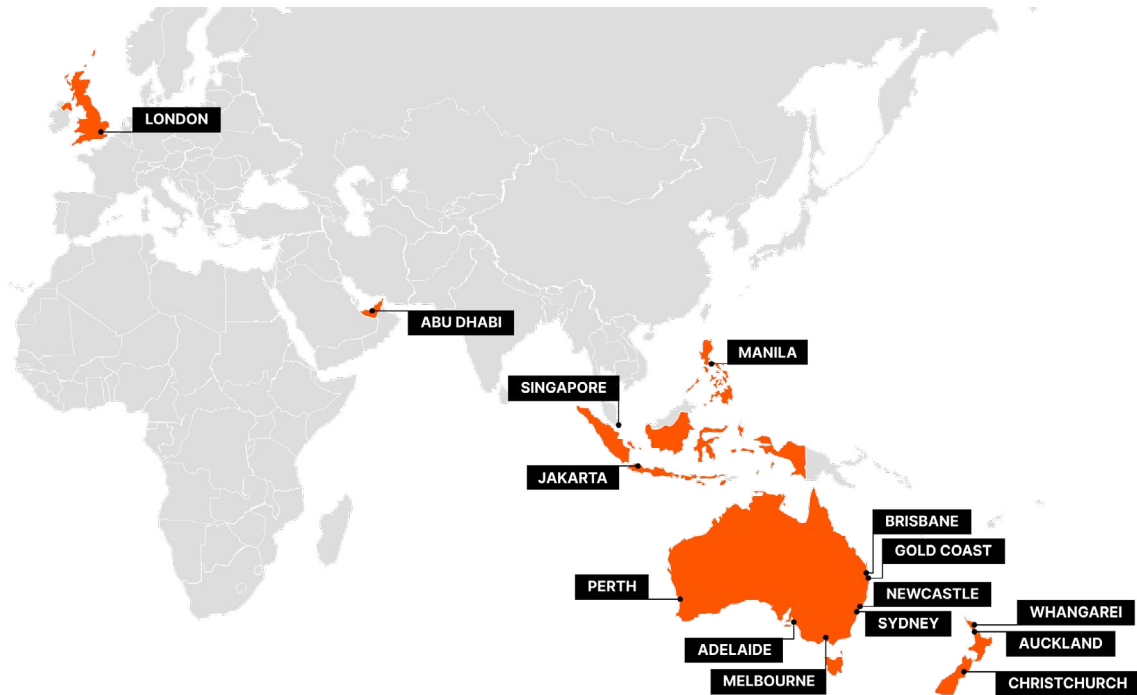 LONDON
ABU DHABI
MANILA
SINGAPORE
JAKARTA
BRISBANE
GOLD COAST
PERTH
NEWCASTLE
SYDNEY
WHANGAREI
ADELAIDE
AUCKLAND
MELBOURNE
CHRISTCHURCH